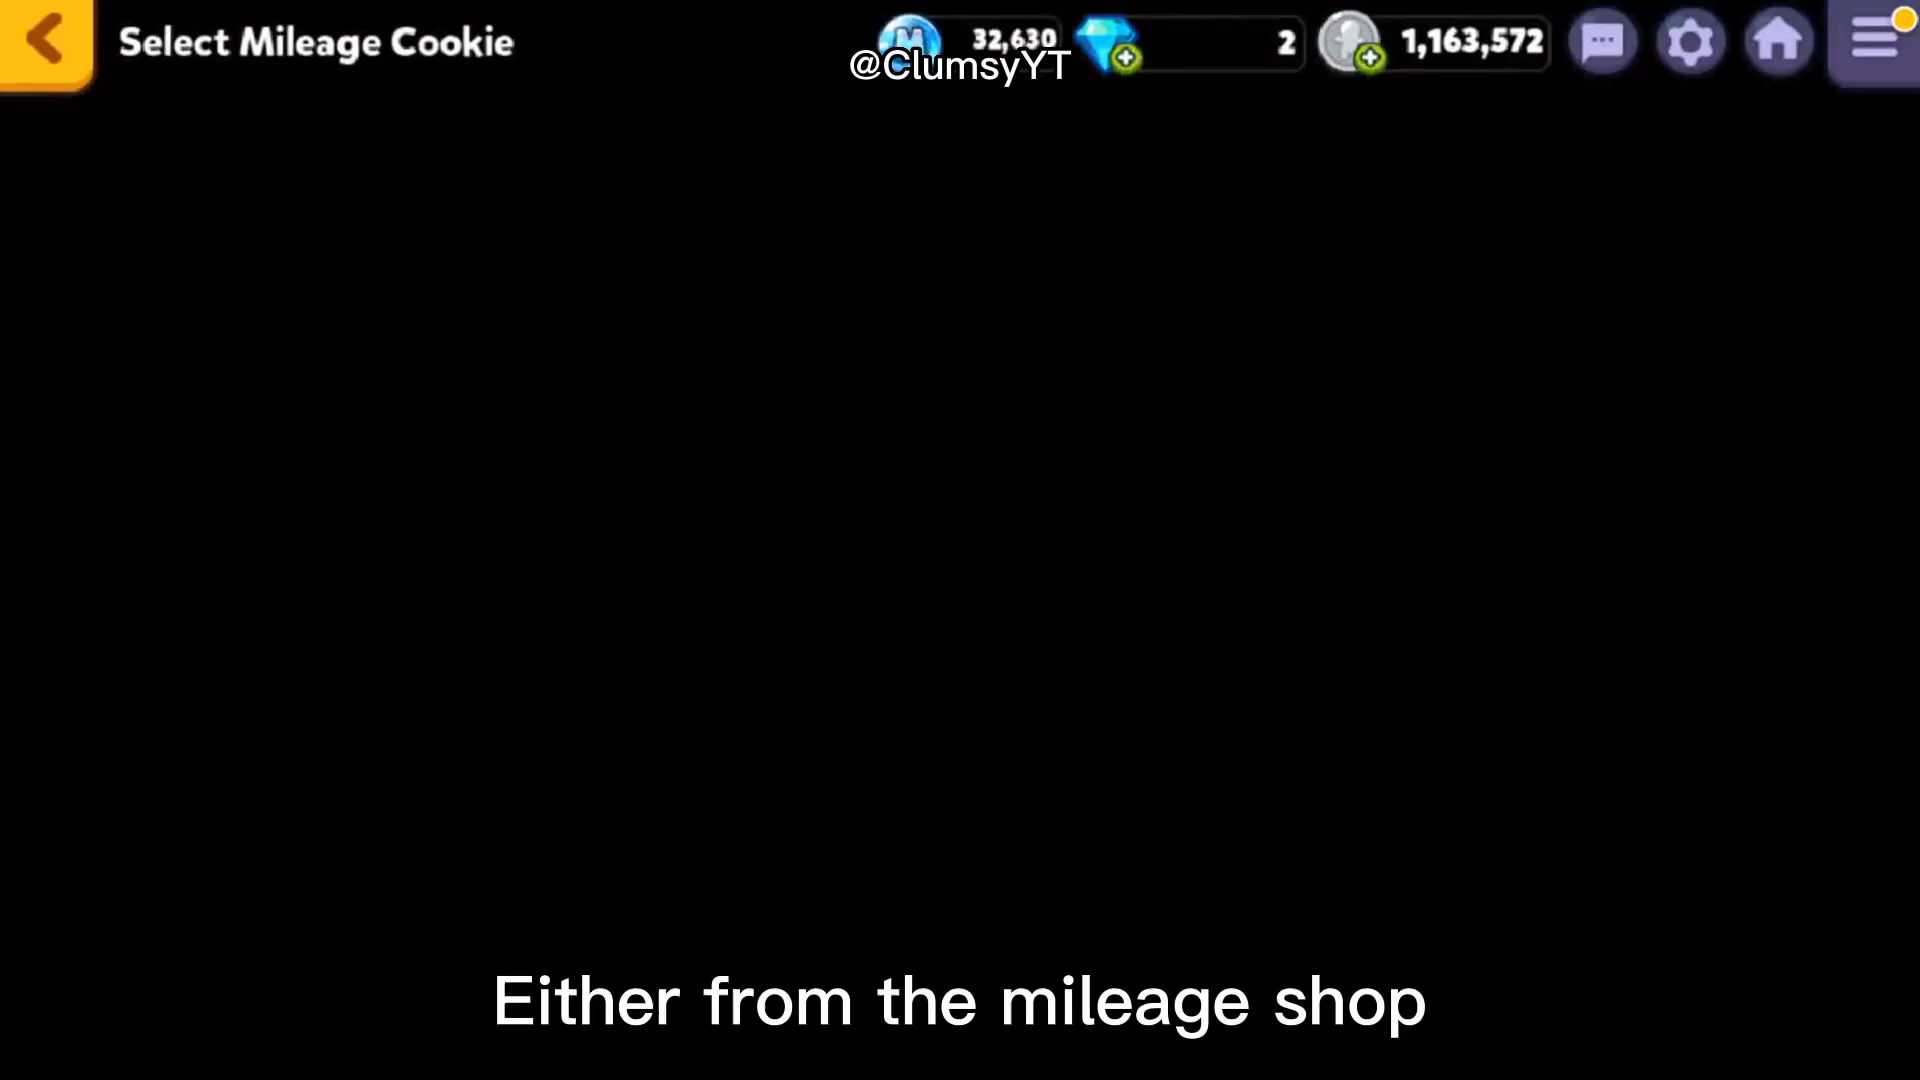 Select Mileage Cookie
M
32,630
2
1,163,572
@ClumsyYT
Either from the mileage shop